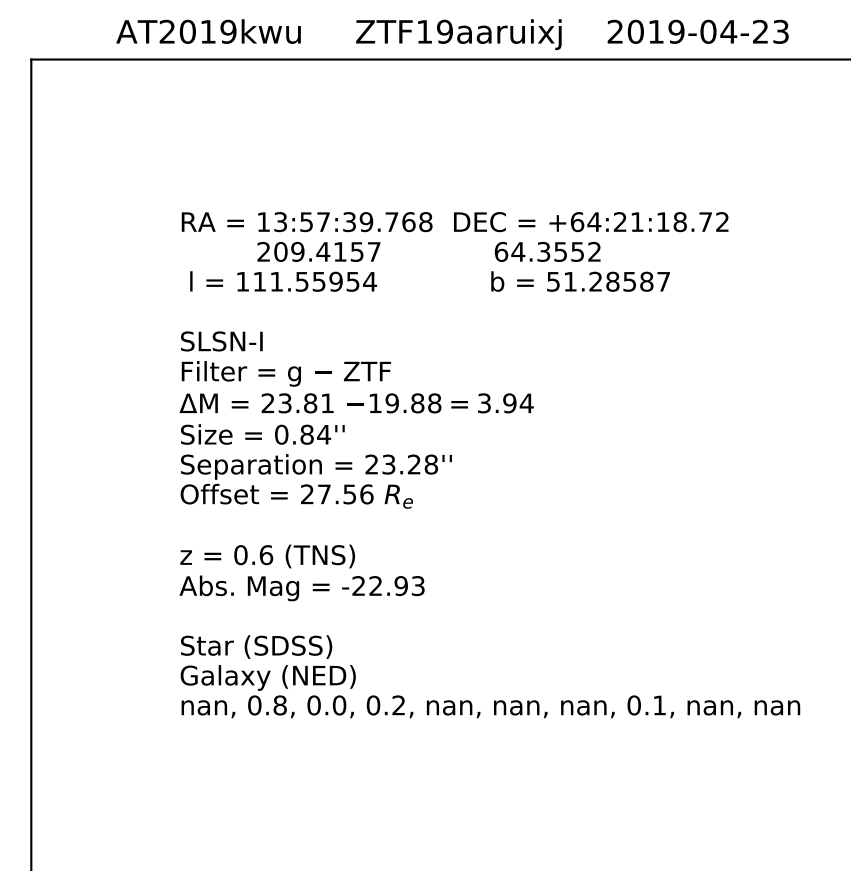 AT2019kwu ZTF19aaruixj 2019-04-23
RA = 13:57:39.768 DEC = +64:21:18.72
209.4157 64.3552
l = 111.55954 b = 51.28587
SLSN-I
Filter = g − ZTF
ΔM = 23.81 −19.88 = 3.94
Size = 0.84''
Separation = 23.28''
Offset = 27.56 Re
z = 0.6 (TNS)
Abs. Mag = -22.93
Star (SDSS)
Galaxy (NED)
nan, 0.8, 0.0, 0.2, nan, nan, nan, 0.1, nan, nan